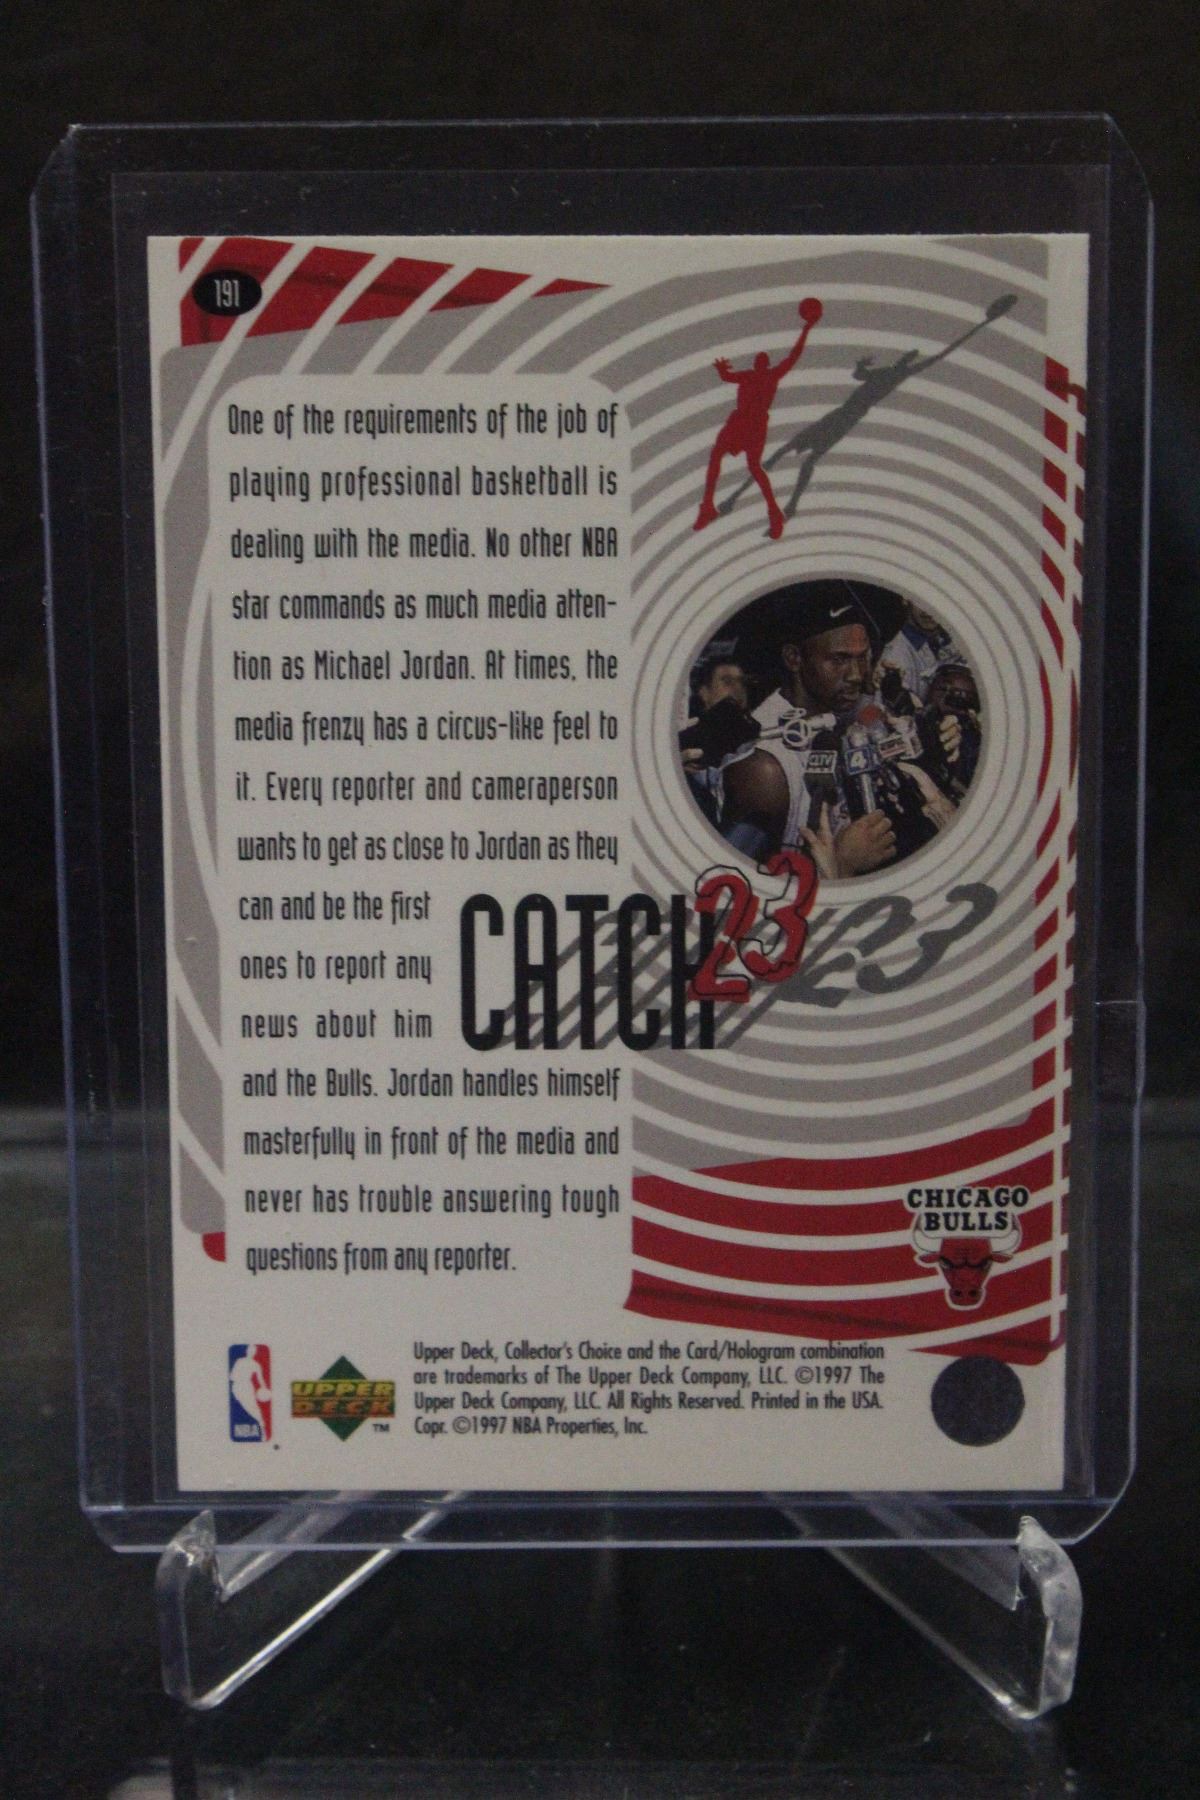 191
One of the requirements of the job of
playing professional basketball is
dealing with the media. No other NBA
star commands as much media atten-
tion as Michael Jordan. At times, the
media frenzy has a circus-like feel to
it. Every reporter and cameraperson
wants to get as close to Jordan as they
can and be the first
ones to report any
news about him
and the Bulls. Jordan handles himself
masterfully in front of the media and
never has trouble answering tough
questions from any reporter.
CLTV
4
ESPN
CATCH 23
CHICAGO
BULLS
NBA
UPPER
DECK
TM
Upper Deck, Collector's Choice and the Card/Hologram combination
are trademarks of The Upper Deck Company, LLC. ©1997 The
Upper Deck Company, LLC. All Rights Reserved. Printed in the USA.
Copr. ©1997 NBA Properties, Inc.